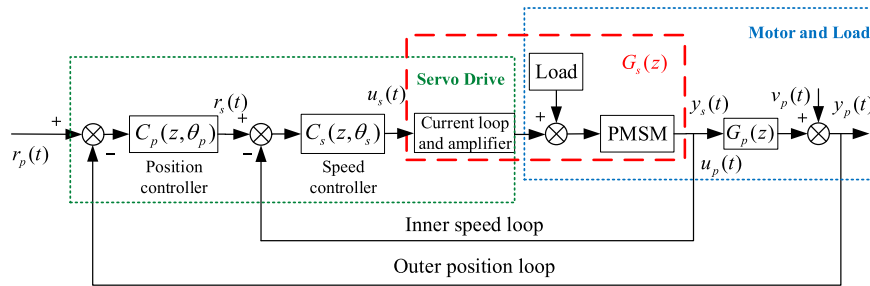 Motor and Load
G_s(z)
Servo Drive
Load
r_s(t)
u_s(t)
y_s(t)
v_p(t)
y_p(t)
+
+
+
+
C_p(z,θ_p)
C_s(z,θ_s)
Current loop
and amplifier
PMSM
G_p(z)
r_p(t)
−
−
u_p(t)
Position
controller
Speed
controller
Inner speed loop
Outer position loop